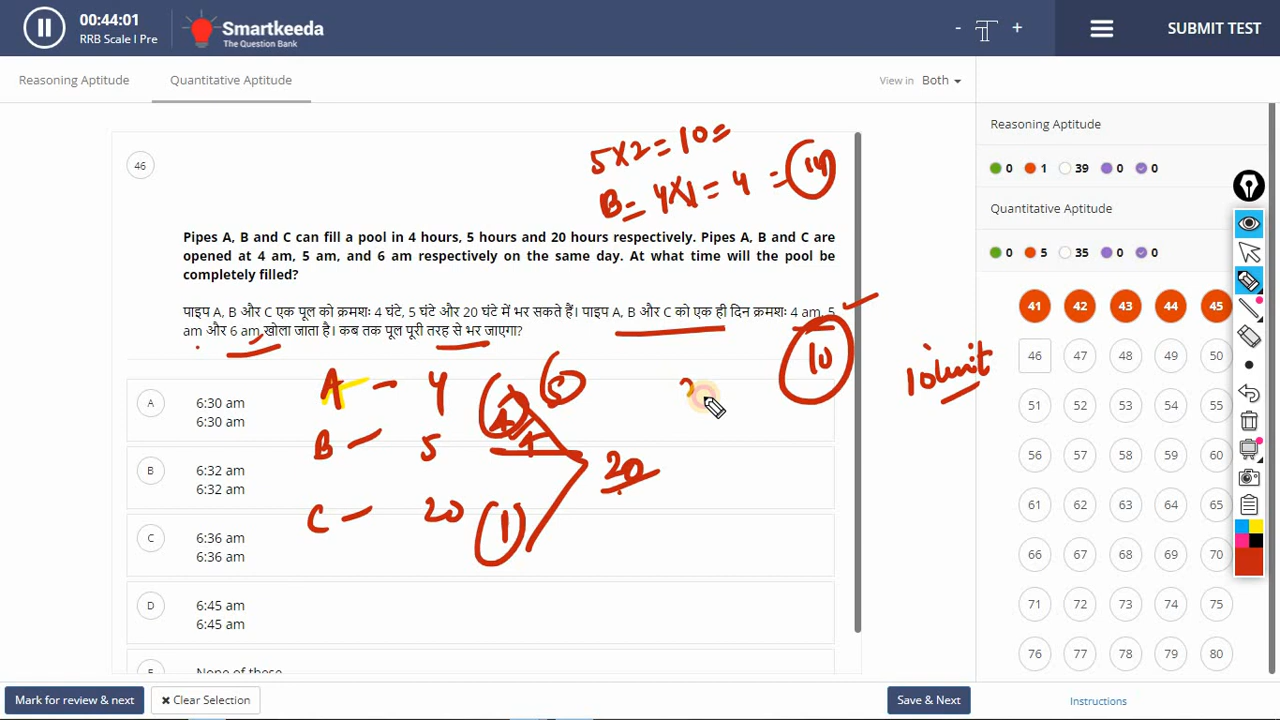 00:44:01
RRB Scale I Pre
Smartkeeda
The Question Bank
- T +
SUBMIT TEST
Reasoning Aptitude
Quantitative Aptitude
View in Both
46
5X2=10=
B= 4X1=4 =14
Pipes A, B and C can fill a pool in 4 hours, 5 hours and 20 hours respectively. Pipes A, B and C are
opened at 4 am, 5 am, and 6 am respectively on the same day. At what time will the pool be
completely filled?
पाइप A, B और C एक पूल को क्रमशः 4 घंटे, 5 घंटे और 20 घंटे में भर सकते हैं। पाइप A, B और C को एक ही दिन क्रमशः 4 am, 5
am और 6 am खोला जाता है। कब तक पूल पूरी तरह से भर जाएगा?
10
10unit
A - 4 5
B - 5 4
20
C - 20 1
A
6:30 am
6:30 am
B
6:32 am
6:32 am
C
6:36 am
6:36 am
D
6:45 am
6:45 am
E
None of these
Mark for review & next
Clear Selection
Save & Next
Reasoning Aptitude
0 1 39 0 0
Quantitative Aptitude
0 5 35 0 0
41 42 43 44 45
46 47 48 49 50
51 52 53 54 55
56 57 58 59 60
61 62 63 64 65
66 67 68 69 70
71 72 73 74 75
76 77 78 79 80
Instructions